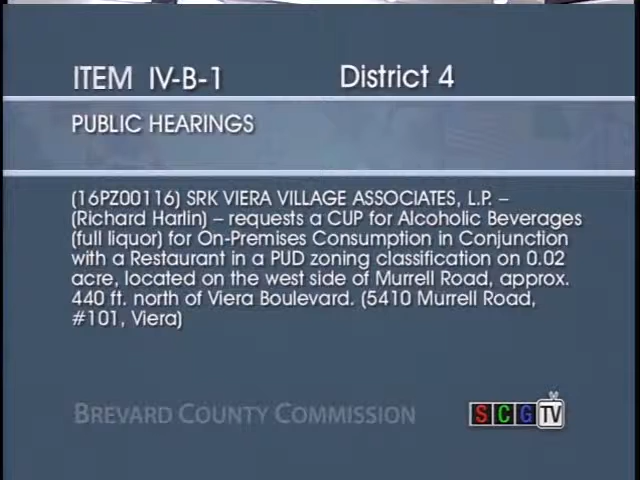 ITEM IV-B-1 District 4
PUBLIC HEARINGS
(16PZ00116) SRK VIERA VILLAGE ASSOCIATES, L.P. –
(Richard Harlin) – requests a CUP for Alcoholic Beverages
(full liquor) for On-Premises Consumption in Conjunction
with a Restaurant in a PUD zoning classification on 0.02
acre, located on the west side of Murrell Road, approx.
440 ft. north of Viera Boulevard. (5410 Murrell Road,
#101, Viera)
BREVARD COUNTY COMMISSION SCGTV